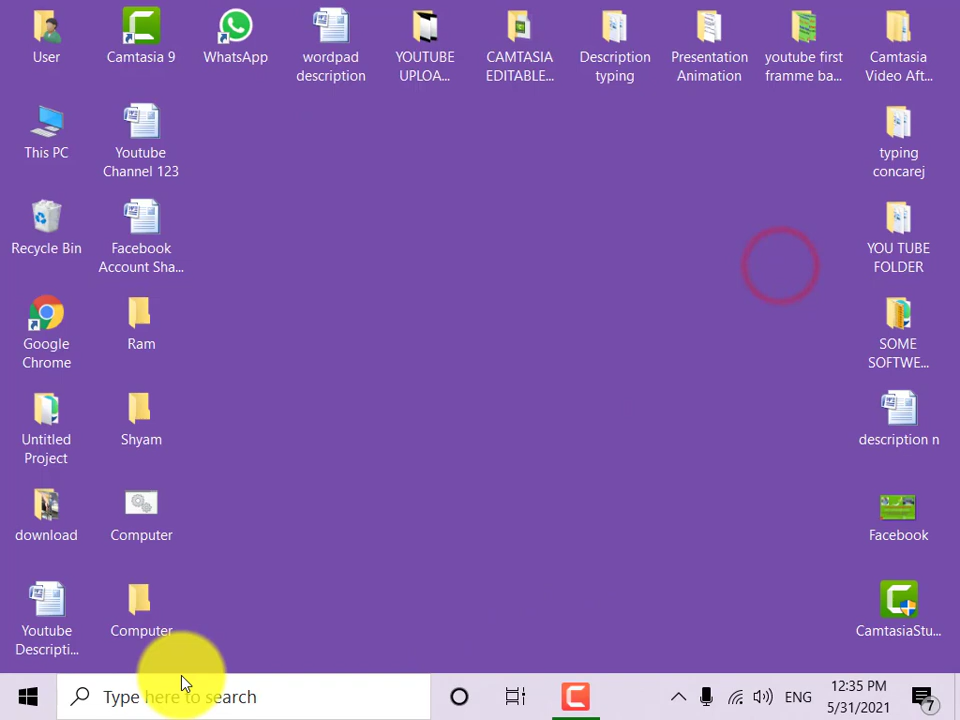 User
Camtasia 9
WhatsApp
wordpad
description
YOUTUBE
UPLOA...
CAMTASIA
EDITABLE...
Description
typing
Presentation
Animation
youtube first
framme ba...
Camtasia
Video Aft...
This PC
Youtube
Channel 123
typing
concarej
Recycle Bin
Facebook
Account Sha...
YOU TUBE
FOLDER
Google
Chrome
Ram
SOME
SOFTWE...
Untitled
Project
Shyam
description n
download
Computer
Facebook
Youtube
Descripti...
Computer
CamtasiaStu...
Type here to search
ENG
12:35 PM
5/31/2021
7